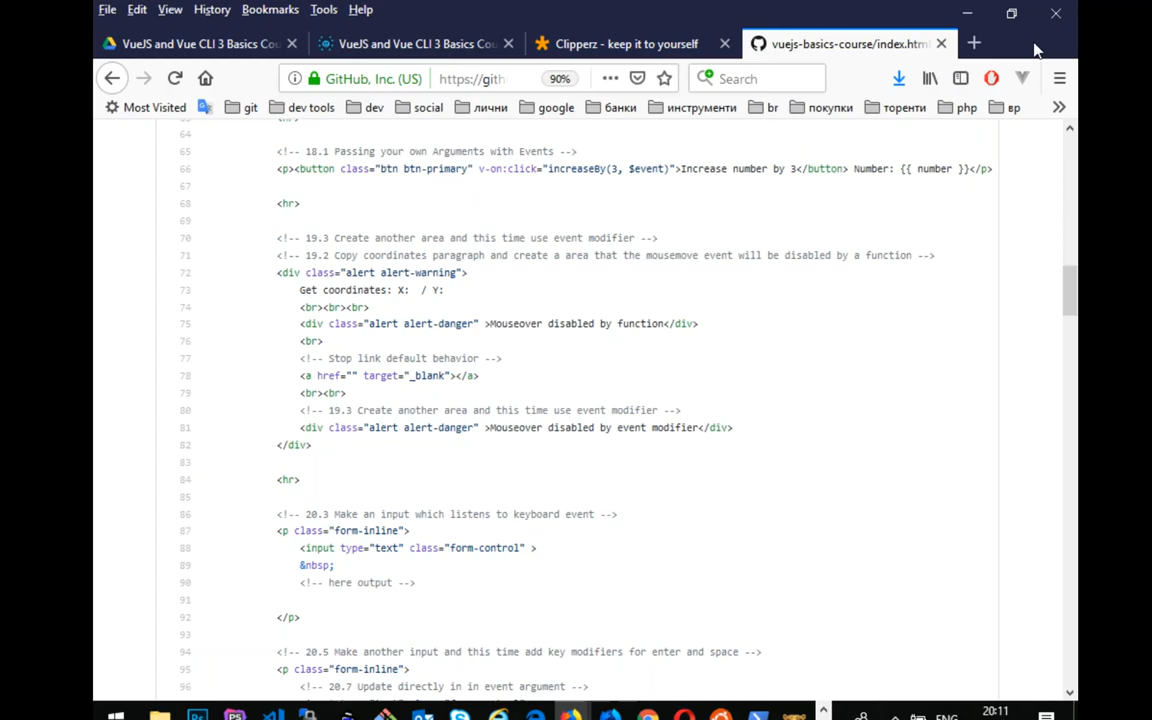 File Edit View History Bookmarks Tools Help
VueJS and Vue CLI 3 Basics Cou
VueJS and Vue CLI 3 Basics Cou
Clipperz - keep it to yourself
vuejs-basics-course/index.html
GitHub, Inc. (US) https://gith 90% Search
Most Visited git dev tools dev social лични google банки инструменти br покупки торенти php вр
64
65 <!-- 18.1 Passing your own Arguments with Events -->
66 <p><button class="btn btn-primary" v-on:click="increaseBy(3, $event)">Increase number by 3</button> Number: {{ number }}</p>
67
68 <hr>
69
70 <!-- 19.3 Create another area and this time use event modifier -->
71 <!-- 19.2 Copy coordinates paragraph and create a area that the mousemove event will be disabled by a function -->
72 <div class="alert alert-warning">
73 Get coordinates: X:  / Y:
74 <br><br><br>
75 <div class="alert alert-danger" >Mouseover disabled by function</div>
76 <br>
77 <!-- Stop link default behavior -->
78 <a href="" target="_blank"></a>
79 <br><br>
80 <!-- 19.3 Create another area and this time use event modifier -->
81 <div class="alert alert-danger" >Mouseover disabled by event modifier</div>
82 </div>
83
84 <hr>
85
86 <!-- 20.3 Make an input which listens to keyboard event -->
87 <p class="form-inline">
88 <input type="text" class="form-control" >
89 &nbsp;
90 <!-- here output -->
91
92 </p>
93
94 <!-- 20.5 Make another input and this time add key modifiers for enter and space -->
95 <p class="form-inline">
96 <!-- 20.7 Update directly in in event argument -->
20:11